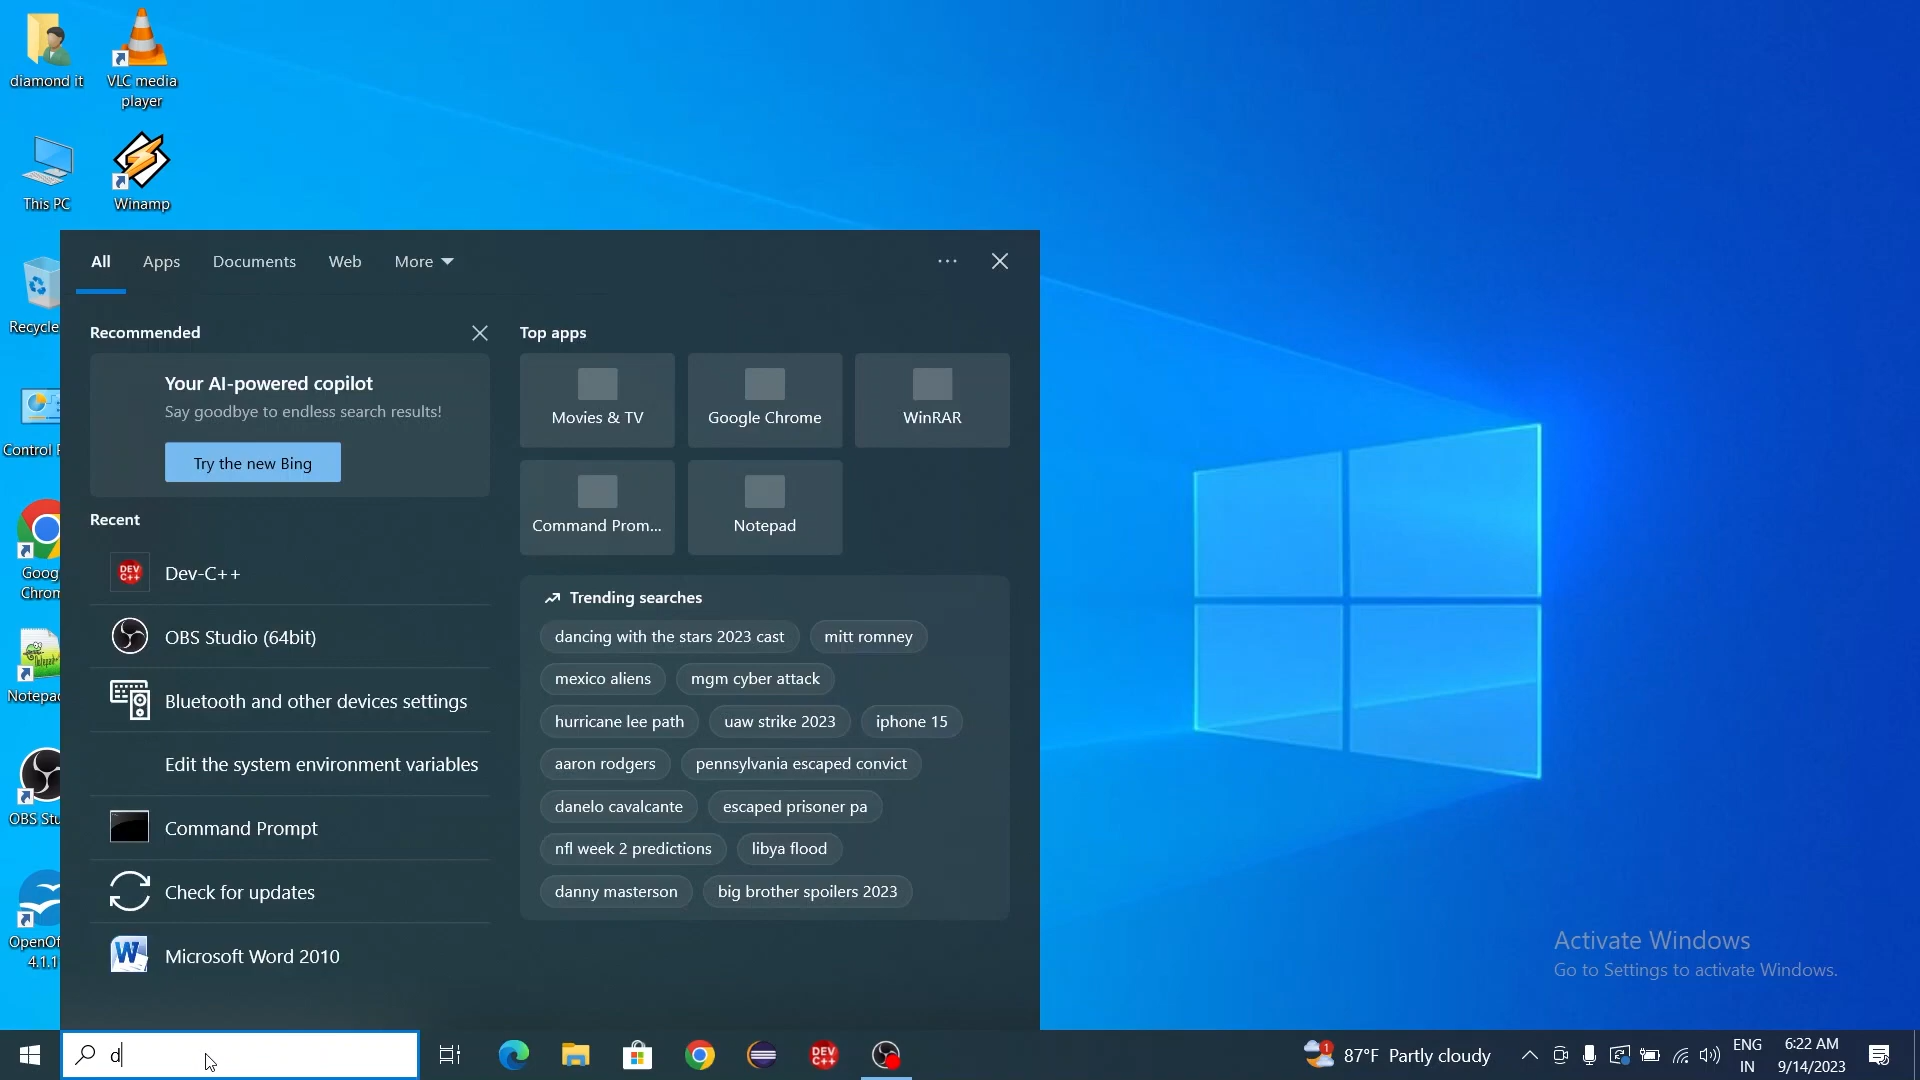 diamond it
VLC media
player
This PC
Winamp
Recycle
Control P
Goog
Chrom
Notepad
OBS Stu
OpenOf
4.1.1
All Apps Documents Web More
Recommended
Your AI-powered copilot
Say goodbye to endless search results!
Try the new Bing
Recent
DEV
C++
Dev-C++
OBS Studio (64bit)
Bluetooth and other devices settings
Edit the system environment variables
Command Prompt
Check for updates
W
Microsoft Word 2010
Top apps
Movies & TV
Google Chrome
WinRAR
Command Prom...
Notepad
Trending searches
dancing with the stars 2023 cast
mitt romney
mexico aliens
mgm cyber attack
hurricane lee path
uaw strike 2023
iphone 15
aaron rodgers
pennsylvania escaped convict
danelo cavalcante
escaped prisoner pa
nfl week 2 predictions
libya flood
danny masterson
big brother spoilers 2023
Activate Windows
Go to Settings to activate Windows.
d
DEV
C++
1
87°F Partly cloudy
ENG
IN
6:22 AM
9/14/2023